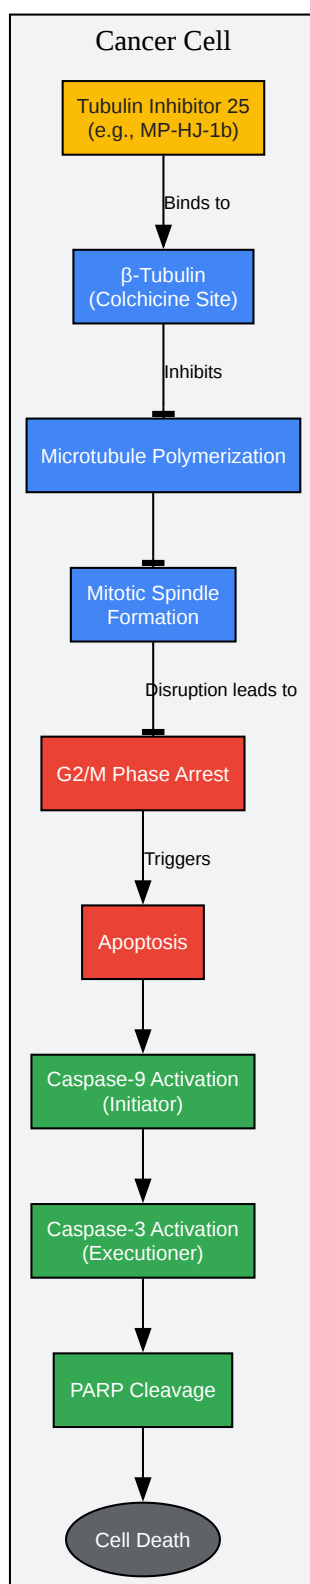 Cancer Cell
Tubulin Inhibitor 25
(e.g., MP-HJ-1b)
Binds to
β-Tubulin
(Colchicine Site)
Inhibits
Microtubule Polymerization
Mitotic Spindle
Formation
Disruption leads to
G2/M Phase Arrest
Triggers
Apoptosis
Caspase-9 Activation
(Initiator)
Caspase-3 Activation
(Executioner)
PARP Cleavage
Cell Death